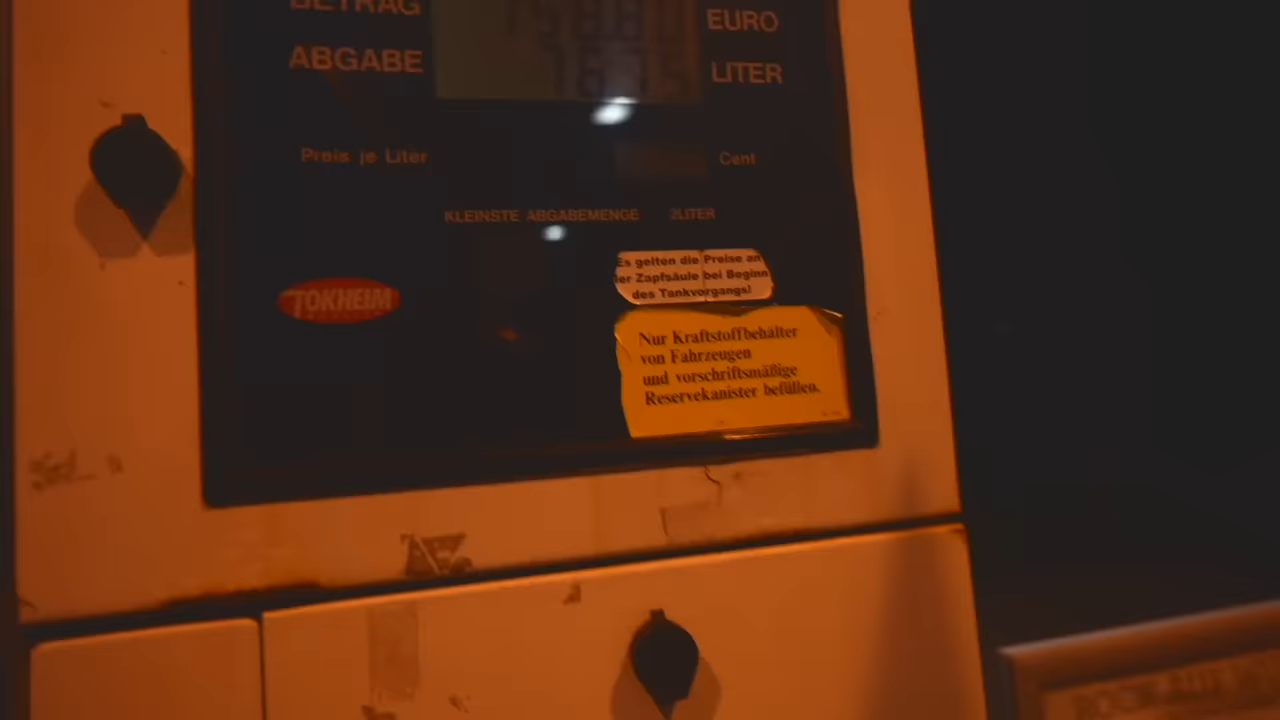 BETRAG EURO
ABGABE LITER
Preis je Liter Cent
KLEINSTE ABGABEMENGE 2LITER
Es gelten die Preise an
der Zapfsäule bei Beginn
des Tankvorgangs!
TOKHEIM
Nur Kraftstoffbehälter
von Fahrzeugen
und vorschriftsmäßige
Reservekanister befüllen.